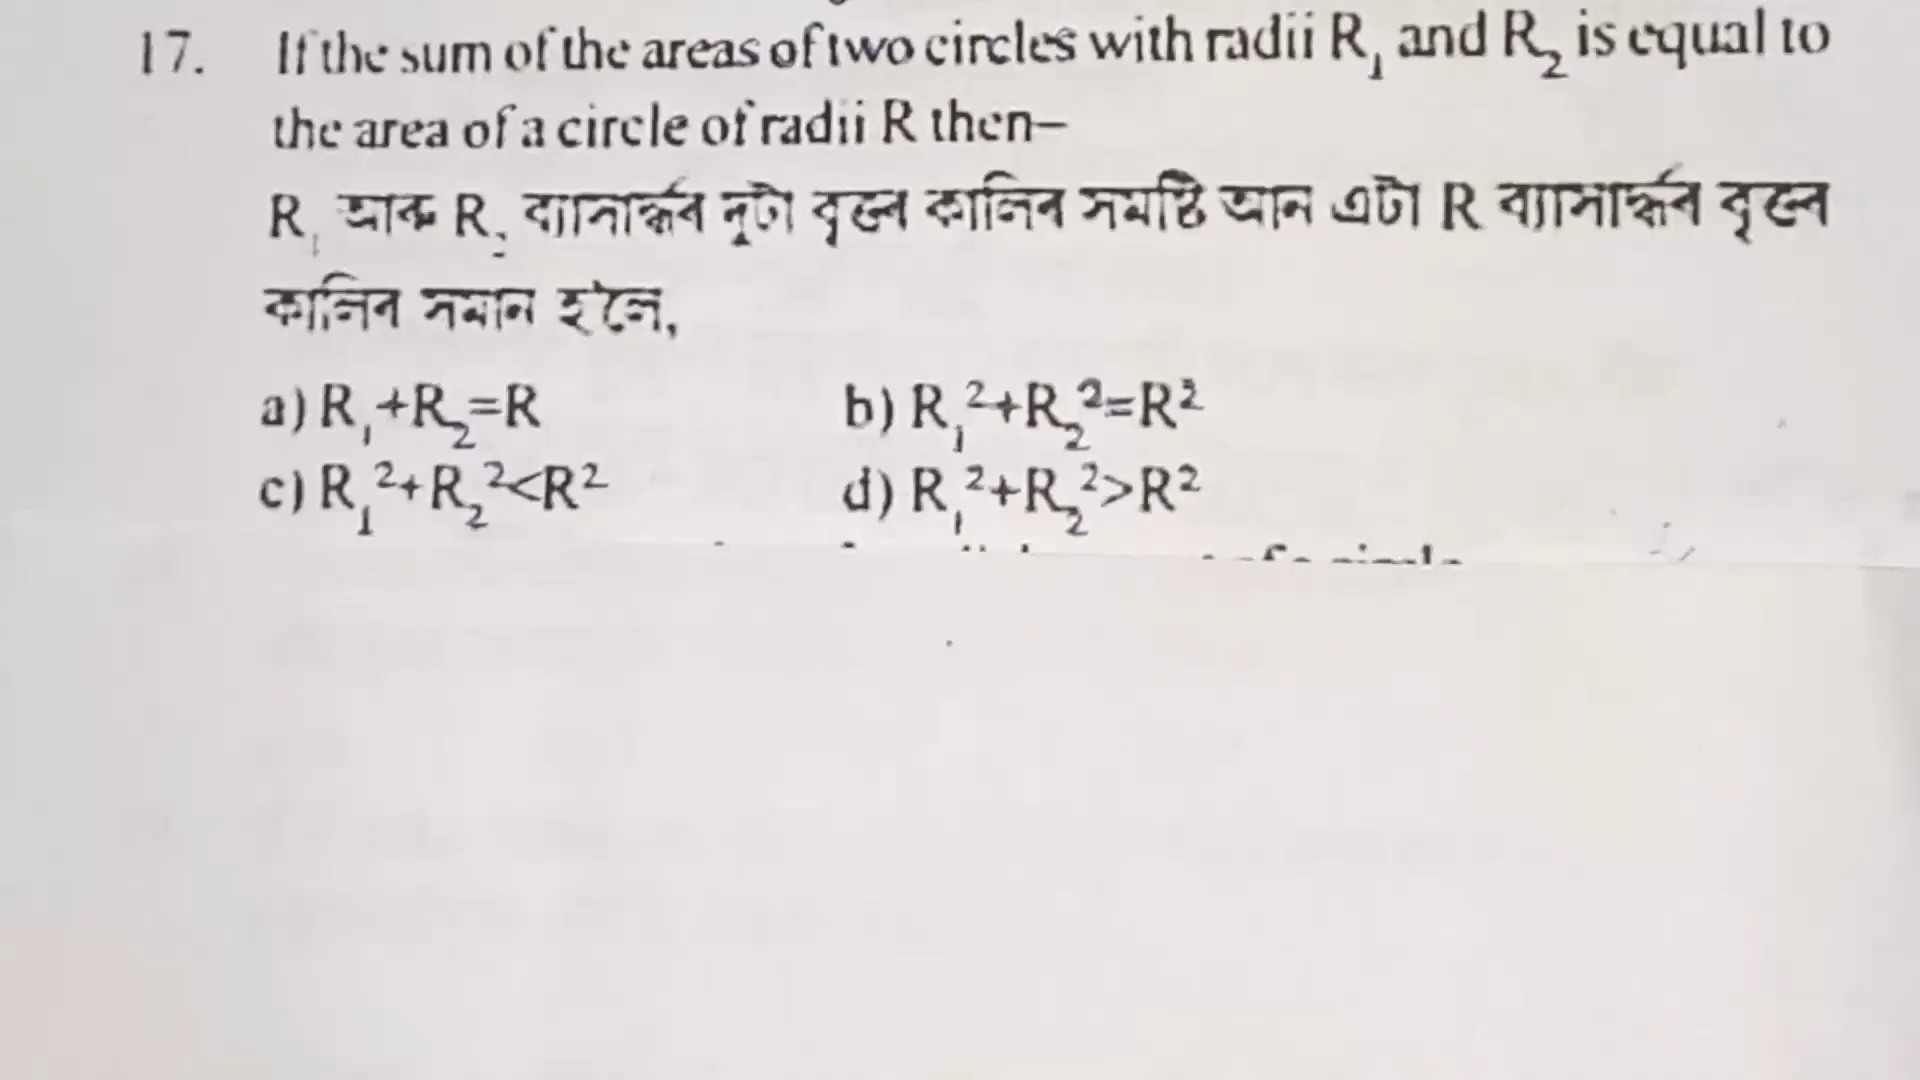 17. If the sum of the areas of two circles with radii R₁ and R₂ is equal to
the area of a circle of radii R then–
R₁ আৰু R₂ ব্যাসাৰ্দ্ধৰ দুটা বৃত্তৰ কালিৰ সমষ্টি আন এটা R ব্যাসাৰ্দ্ধৰ বৃত্তৰ
কালিৰ সমান হ'লে,
a) R₁+R₂=R b) R₁²+R₂²=R²
c) R₁²+R₂²<R² d) R₁²+R₂²>R²